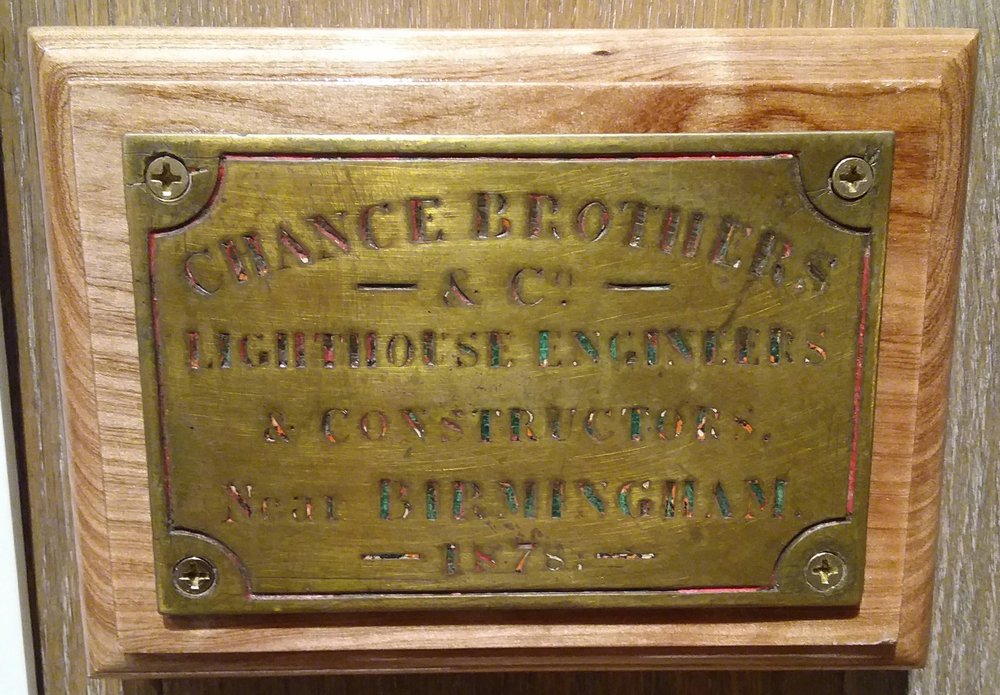 CHANCE BROTHERS
— & Co. —
LIGHTHOUSE ENGINEERS
& CONSTRUCTORS.
Near BIRMINGHAM.
— 1878. —